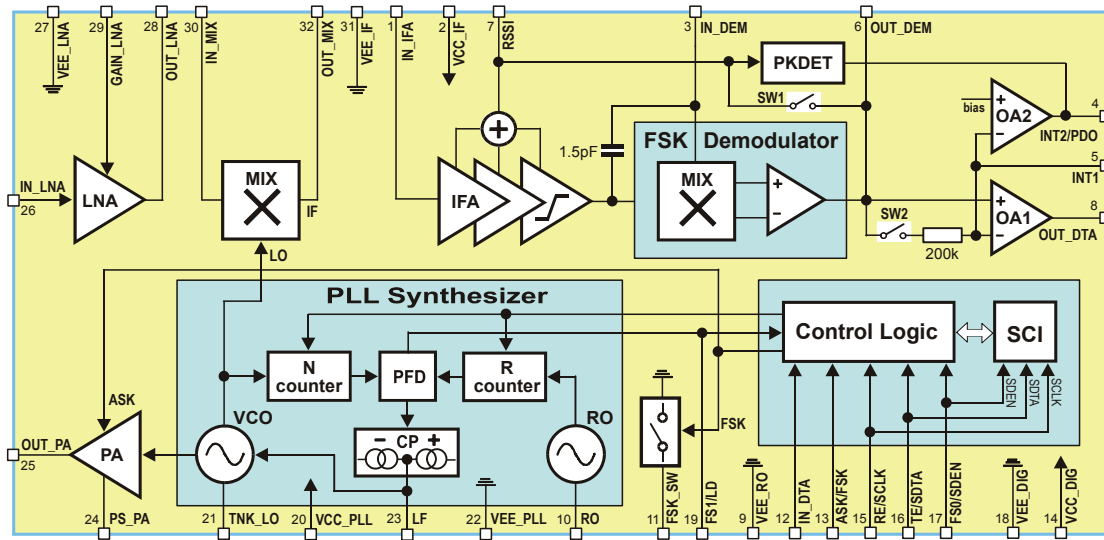 27 29 28 30 32 31 1 2 7 3 6
VEE_LNA
GAIN_LNA
OUT_LNA
IN_MIX
OUT_MIX
VEE_IF
IN_IFA
VCC_IF
RSSI
IN_DEM
OUT_DEM
PKDET
SW1
bias
+
−
OA2
4
INT2/PDO
5
INT1
8
OUT_DTA
1.5pF
FSK Demodulator
MIX
+
−
IN_LNA
26
LNA
MIX
IF
LO
+
IFA
SW2
200k
+
−
OA1
PLL Synthesizer
N
counter
PFD
R
counter
Control Logic
SCI
SDEN
SDTA
SCLK
ASK
VCO
− CP +
RO
FSK
OUT_PA
25
PA
24
PS_PA
21
TNK_LO
20
VCC_PLL
23
LF
22
VEE_PLL
10
RO
11
FSK_SW
19
FS1/LD
9
VEE_RO
12
IN_DTA
13
ASK/FSK
15
RE/SCLK
16
TE/SDTA
17
FS0/SDEN
18
VEE_DIG
14
VCC_DIG